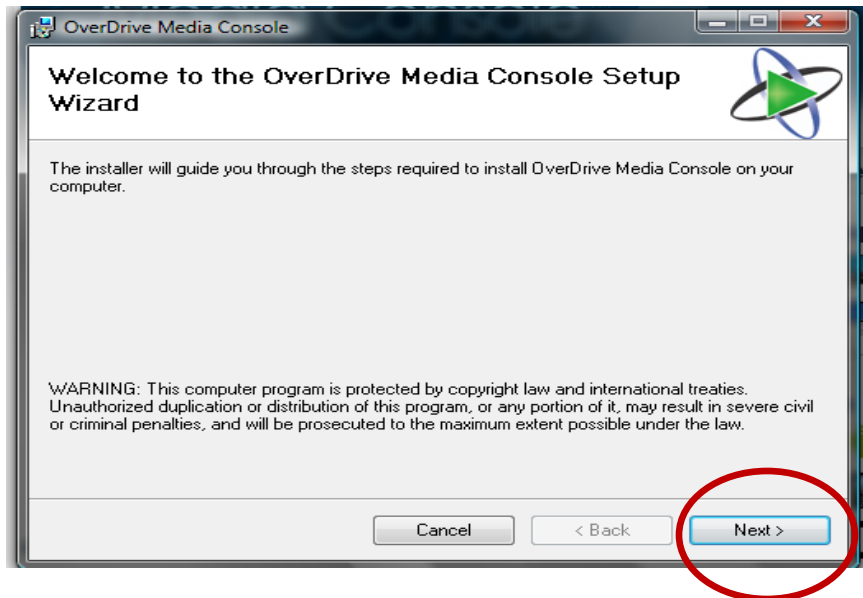 OverDrive Media Console
Welcome to the OverDrive Media Console Setup
Wizard
The installer will guide you through the steps required to install OverDrive Media Console on your
computer.
WARNING: This computer program is protected by copyright law and international treaties.
Unauthorized duplication or distribution of this program, or any portion of it, may result in severe civil
or criminal penalties, and will be prosecuted to the maximum extent possible under the law.
Cancel
< Back
Next >